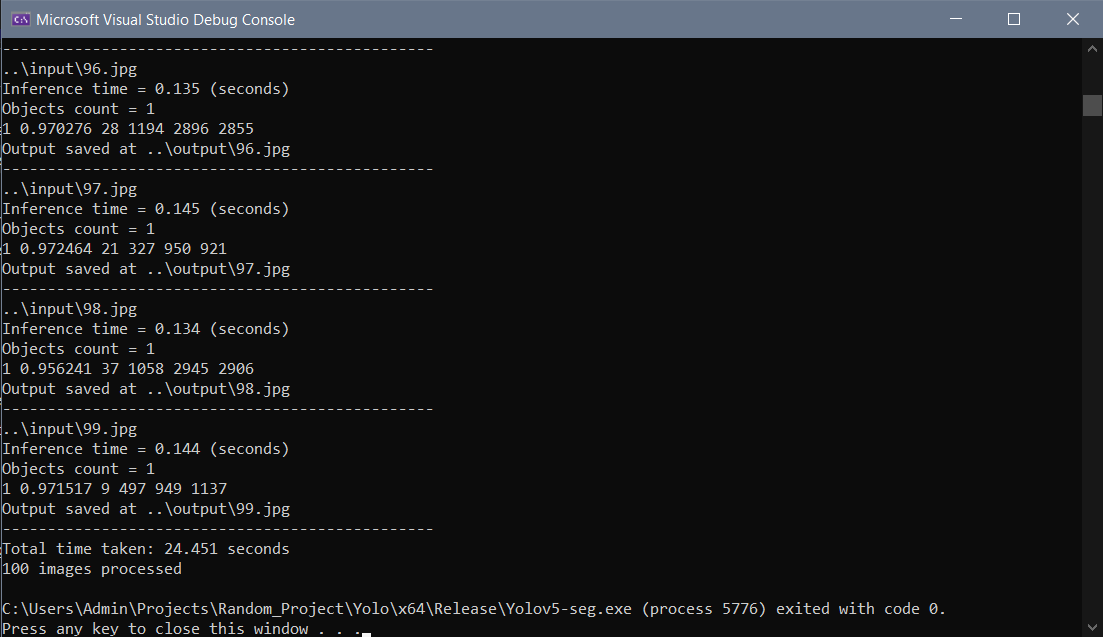 Microsoft Visual Studio Debug Console
------------------------------------------------
..\input\96.jpg
Inference time = 0.135 (seconds)
Objects count = 1
1 0.970276 28 1194 2896 2855
Output saved at ..\output\96.jpg
------------------------------------------------
..\input\97.jpg
Inference time = 0.145 (seconds)
Objects count = 1
1 0.972464 21 327 950 921
Output saved at ..\output\97.jpg
------------------------------------------------
..\input\98.jpg
Inference time = 0.134 (seconds)
Objects count = 1
1 0.956241 37 1058 2945 2906
Output saved at ..\output\98.jpg
------------------------------------------------
..\input\99.jpg
Inference time = 0.144 (seconds)
Objects count = 1
1 0.971517 9 497 949 1137
Output saved at ..\output\99.jpg
------------------------------------------------
Total time taken: 24.451 seconds
100 images processed
C:\Users\Admin\Projects\Random_Project\Yolo\x64\Release\Yolov5-seg.exe (process 5776) exited with code 0.
Press any key to close this window . . .